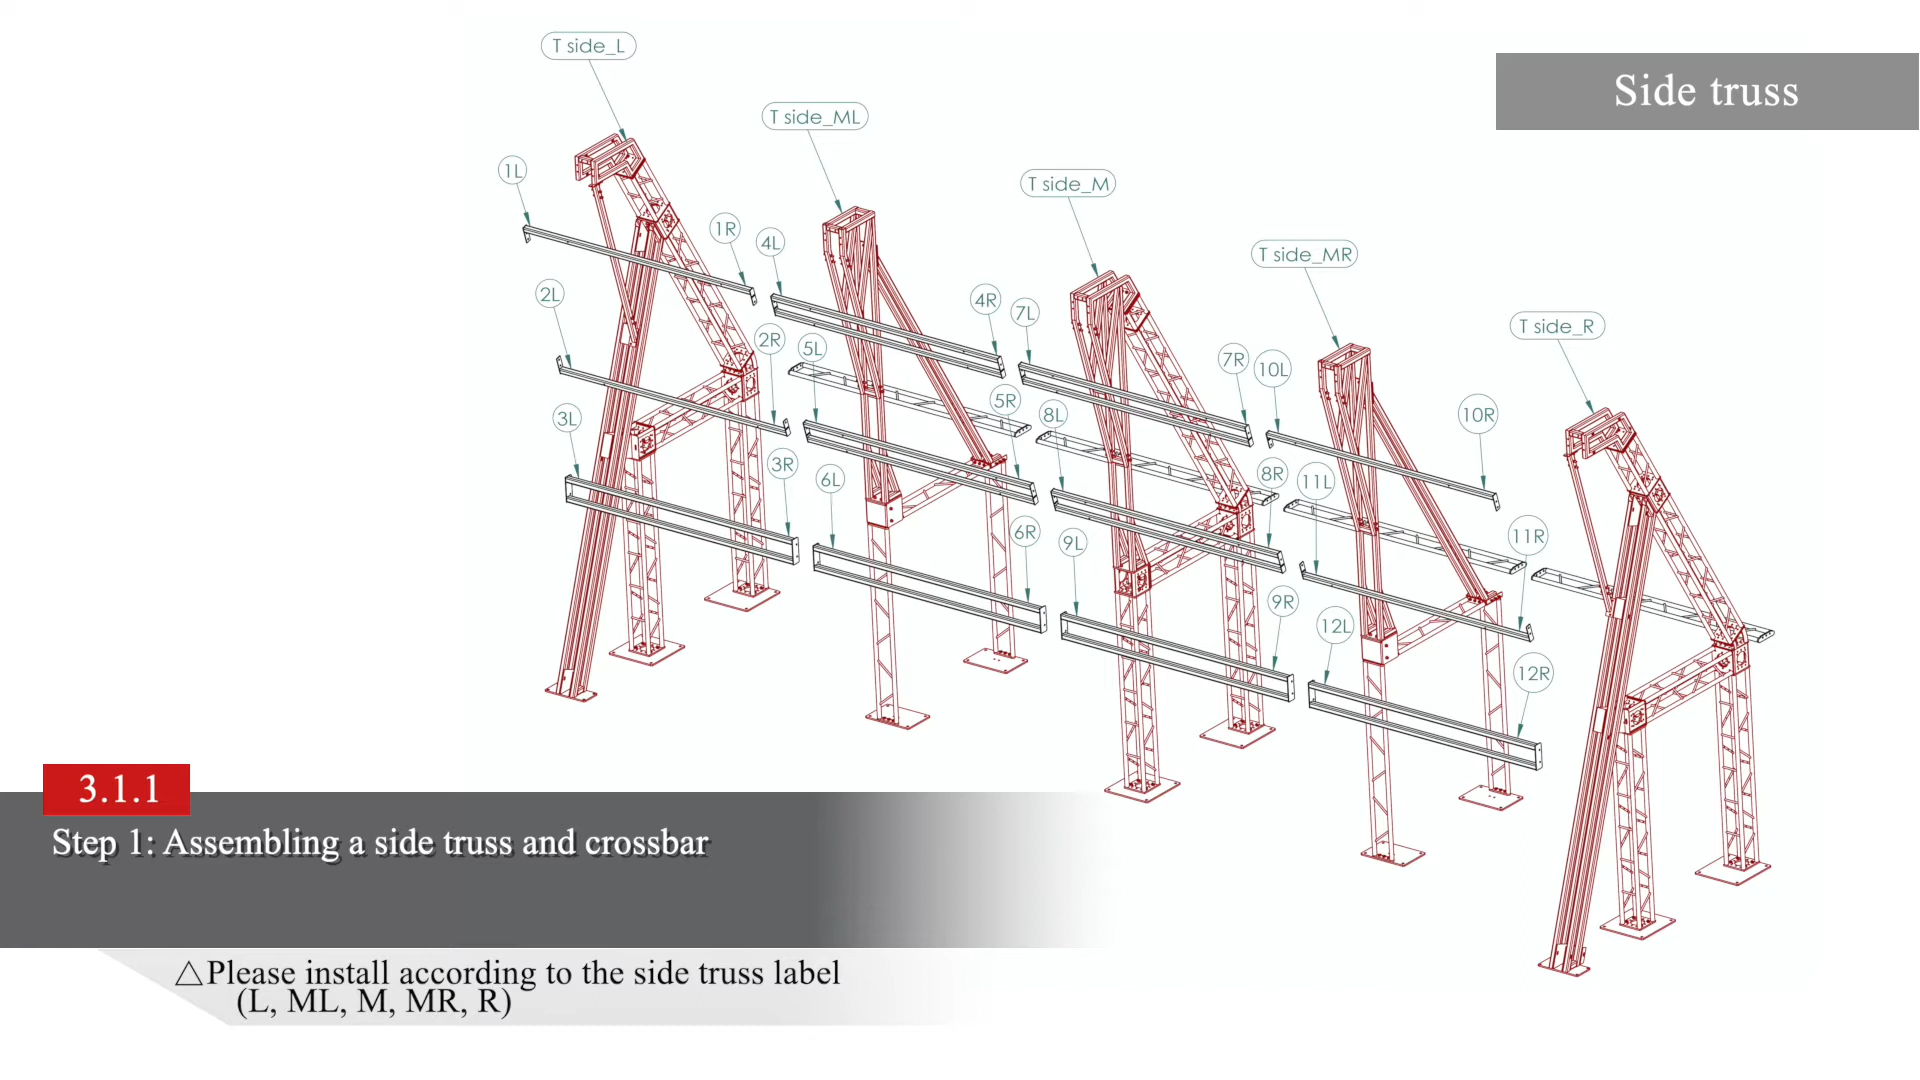 T side_L
Side truss
T side_ML
1L
T side_M
1R
4L
T side_MR
2L
4R
7L
T side_R
2R
5L
7R
10L
3L
5R
8L
10R
3R
6L
8R
11L
6R
9L
11R
9R
12L
12R
3.1.1
Step 1: Assembling a side truss and crossbar
△Please install according to the side truss label
(L, ML, M, MR, R)